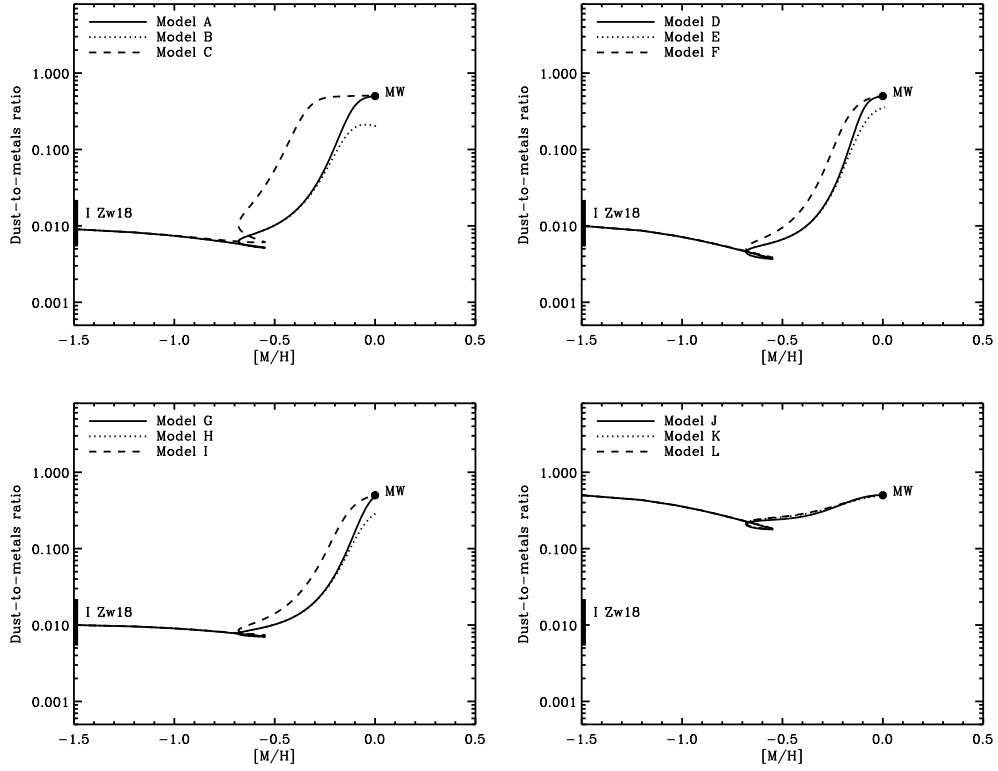 Model A
Model B
Model C
1.000
MW
0.100
Dust-to-metals ratio
I Zw18
0.010
0.001
−1.5
−1.0
−0.5
0.0
0.5
[M/H]
Model D
Model E
Model F
1.000
MW
0.100
Dust-to-metals ratio
I Zw18
0.010
0.001
−1.5
−1.0
−0.5
0.0
0.5
[M/H]
Model G
Model H
Model I
1.000
MW
0.100
Dust-to-metals ratio
I Zw18
0.010
0.001
−1.5
−1.0
−0.5
0.0
0.5
[M/H]
Model J
Model K
Model L
1.000
MW
0.100
Dust-to-metals ratio
I Zw18
0.010
0.001
−1.5
−1.0
−0.5
0.0
0.5
[M/H]